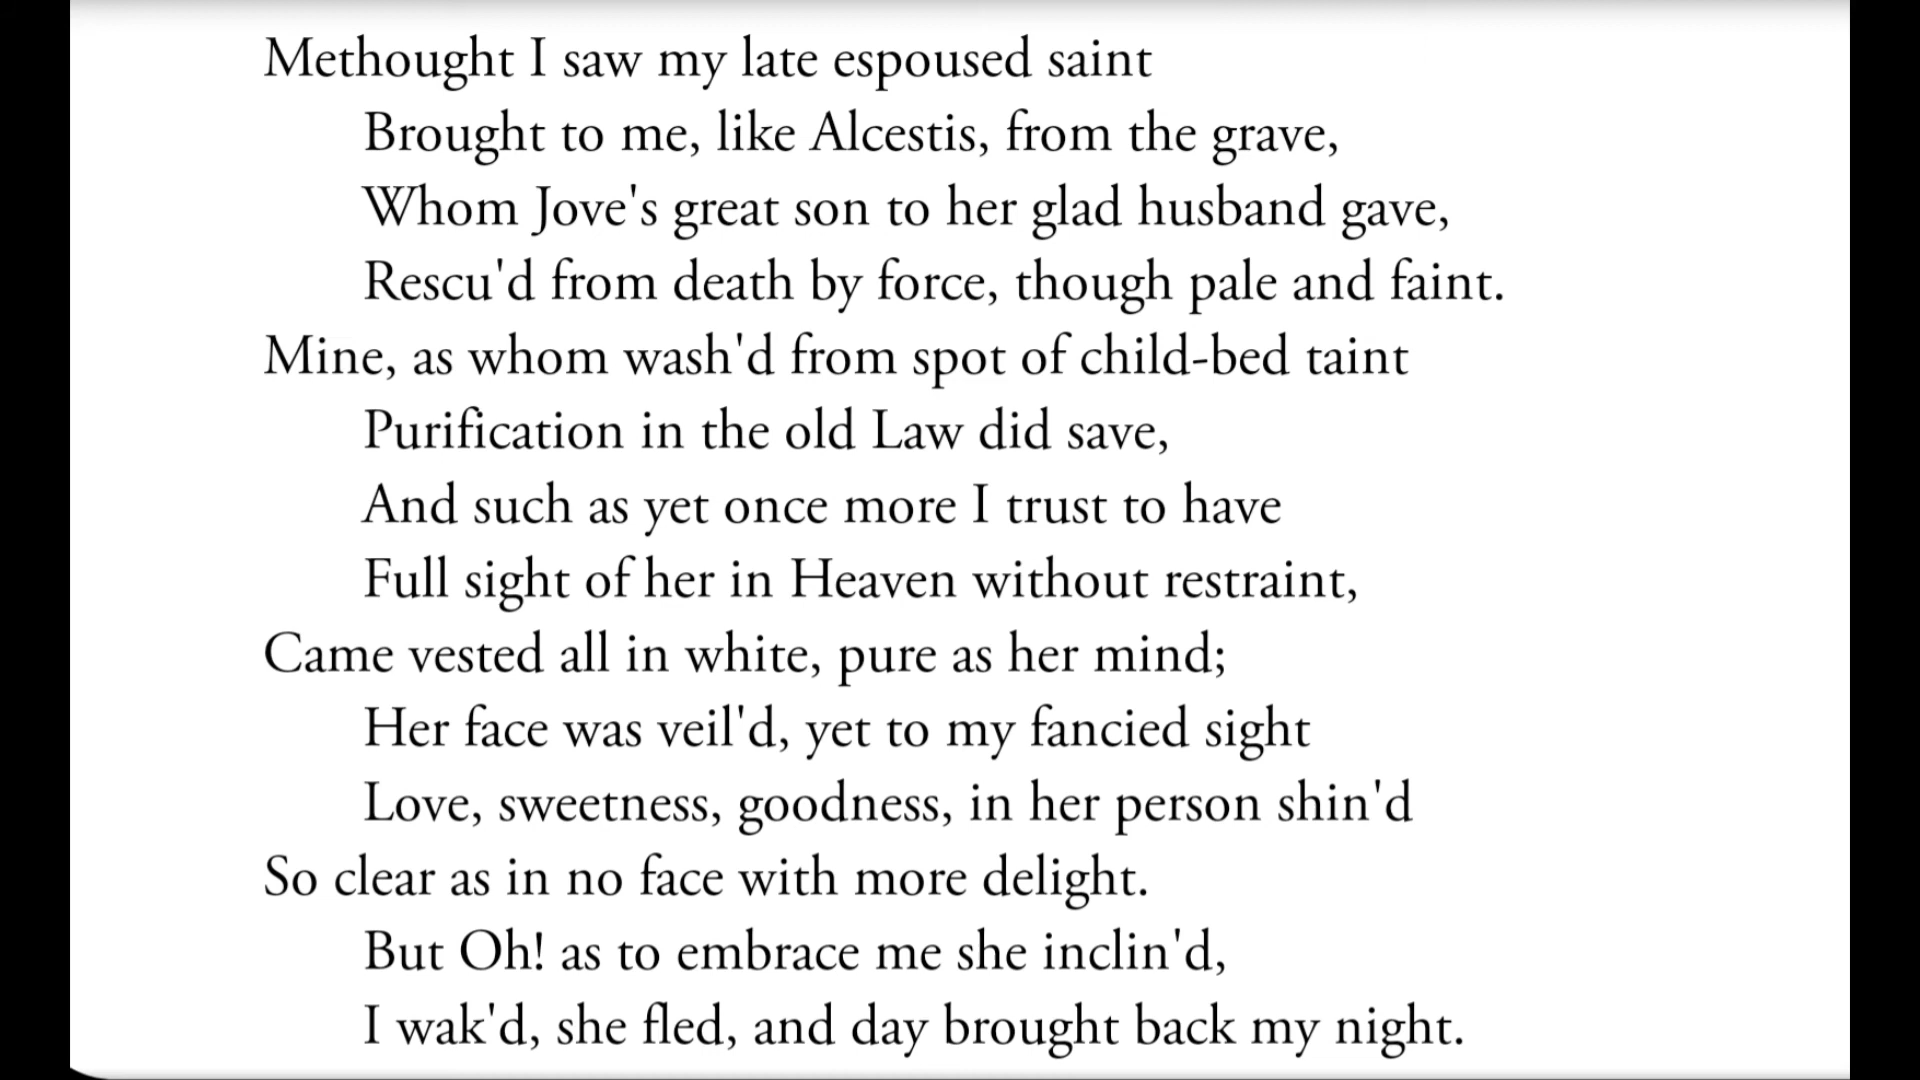 Methought I saw my late espoused saint
Brought to me, like Alcestis, from the grave,
Whom Jove's great son to her glad husband gave,
Rescu'd from death by force, though pale and faint.
Mine, as whom wash'd from spot of child-bed taint
Purification in the old Law did save,
And such as yet once more I trust to have
Full sight of her in Heaven without restraint,
Came vested all in white, pure as her mind;
Her face was veil'd, yet to my fancied sight
Love, sweetness, goodness, in her person shin'd
So clear as in no face with more delight.
But Oh! as to embrace me she inclin'd,
I wak'd, she fled, and day brought back my night.